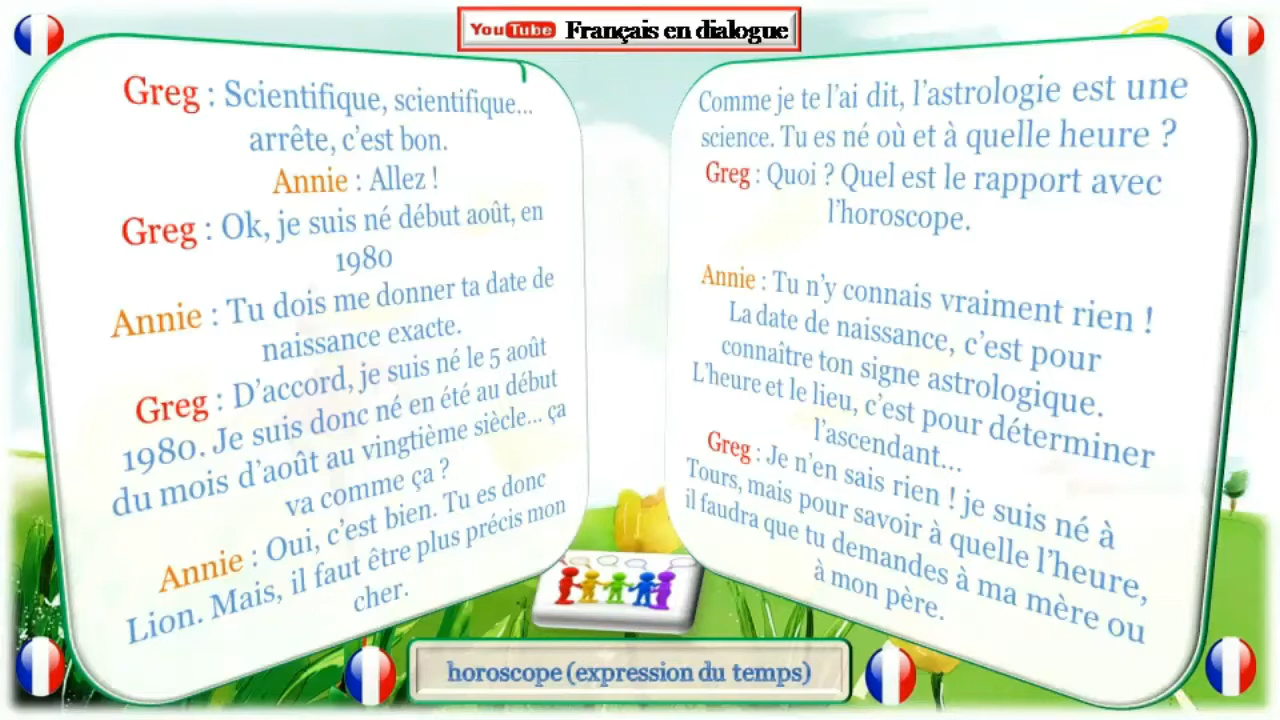 YouTube Français en dialogue
Greg : Scientifique, scientifique...
arrête, c'est bon.
Annie : Allez !
Greg : Ok, je suis né début août, en
1980
Annie : Tu dois me donner ta date de
naissance exacte.
Greg : D'accord, je suis né le 5 août
1980. Je suis donc né en été au début
du mois d'août au vingtième siècle... ça
va comme ça ?
Annie : Oui, c'est bien. Tu es donc
Lion. Mais, il faut être plus précis mon
cher.
Comme je te l'ai dit, l'astrologie est une
science. Tu es né où et à quelle heure ?
Greg : Quoi ? Quel est le rapport avec
l'horoscope.
Annie : Tu n'y connais vraiment rien !
La date de naissance, c'est pour
connaître ton signe astrologique.
L'heure et le lieu, c'est pour déterminer
l'ascendant...
Greg : Je n'en sais rien ! je suis né à
Tours, mais pour savoir à quelle l'heure,
il faudra que tu demandes à ma mère ou
à mon père.
horoscope (expression du temps)